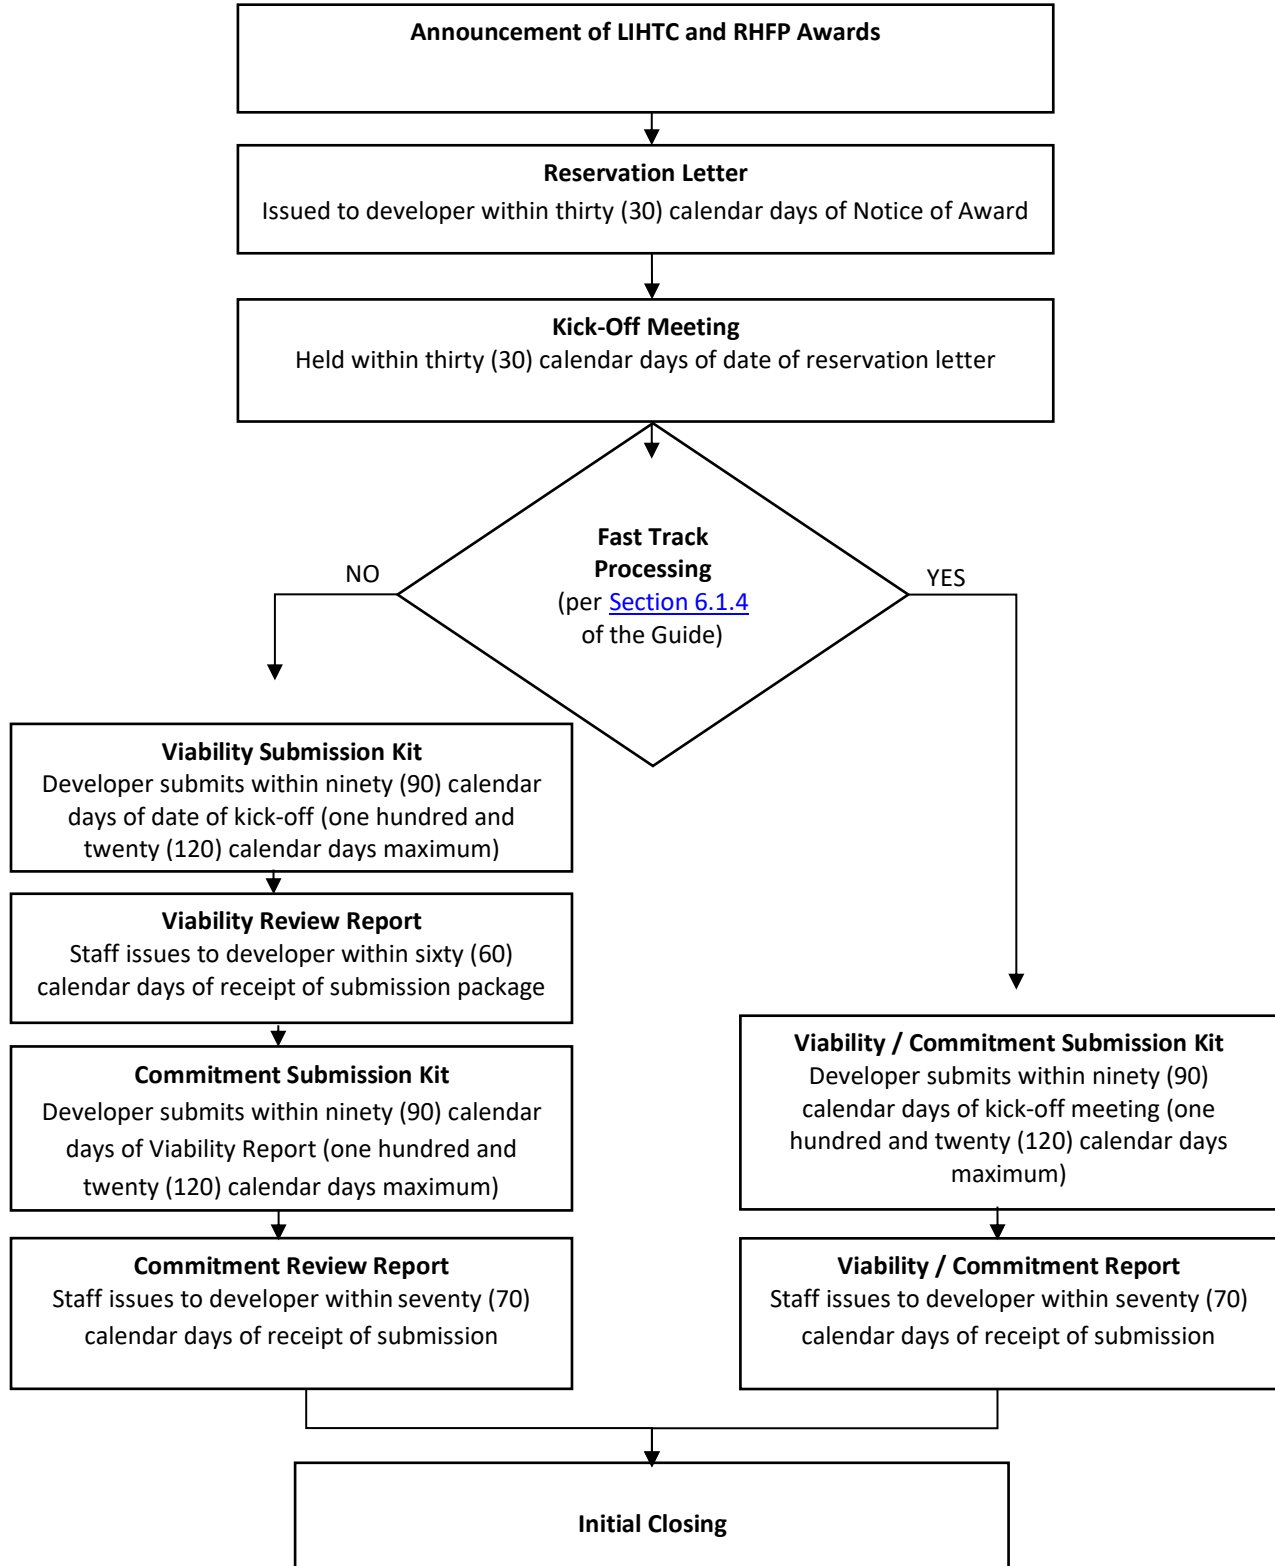 Announcement of LIHTC and RHFP Awards
Reservation Letter
Issued to developer within thirty (30) calendar days of Notice of Award
Kick-Off Meeting
Held within thirty (30) calendar days of date of reservation letter
Fast Track
Processing
(per Section 6.1.4
of the Guide)
NO
YES
Viability Submission Kit
Developer submits within ninety (90) calendar
days of date of kick-off (one hundred and
twenty (120) calendar days maximum)
Viability Review Report
Staff issues to developer within sixty (60)
calendar days of receipt of submission package
Commitment Submission Kit
Developer submits within ninety (90) calendar
days of Viability Report (one hundred and
twenty (120) calendar days maximum)
Commitment Review Report
Staff issues to developer within seventy (70)
calendar days of receipt of submission
Viability / Commitment Submission Kit
Developer submits within ninety (90)
calendar days of kick-off meeting (one
hundred and twenty (120) calendar days
maximum)
Viability / Commitment Report
Staff issues to developer within seventy (70)
calendar days of receipt of submission
Initial Closing